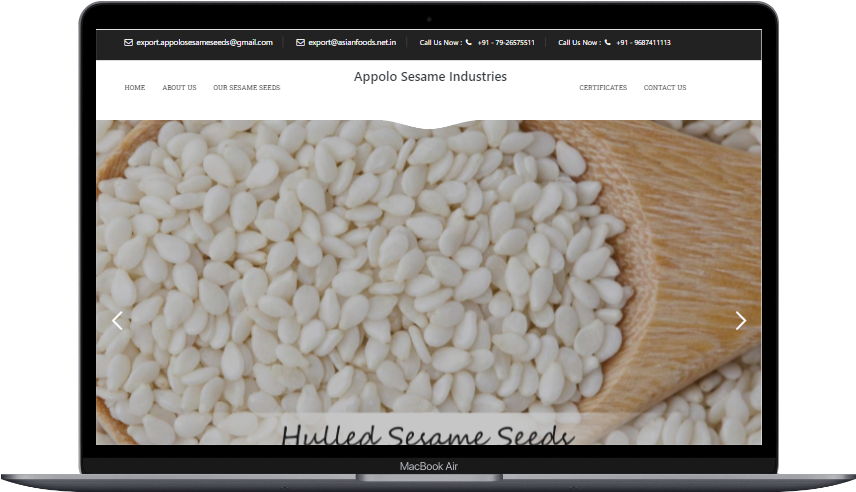 export.appolosesameseeds@gmail.com export@asianfoods.net.in Call Us Now : +91 - 79-26575511 Call Us Now : +91 - 9687411113
Appolo Sesame Industries
HOME ABOUT US OUR SESAME SEEDS CERTIFICATES CONTACT US
Hulled Sesame Seeds
MacBook Air